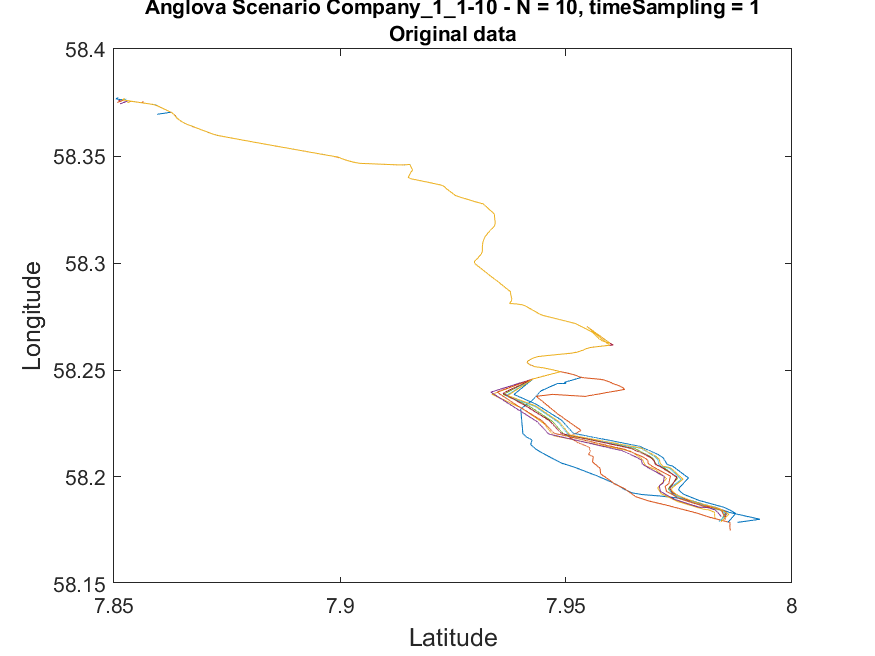 Anglova Scenario Company_1_1-10 - N = 10, timeSampling = 1
Original data
58.4
58.35
58.3
58.25
58.2
58.15
Longitude
7.85
7.9
7.95
8
Latitude